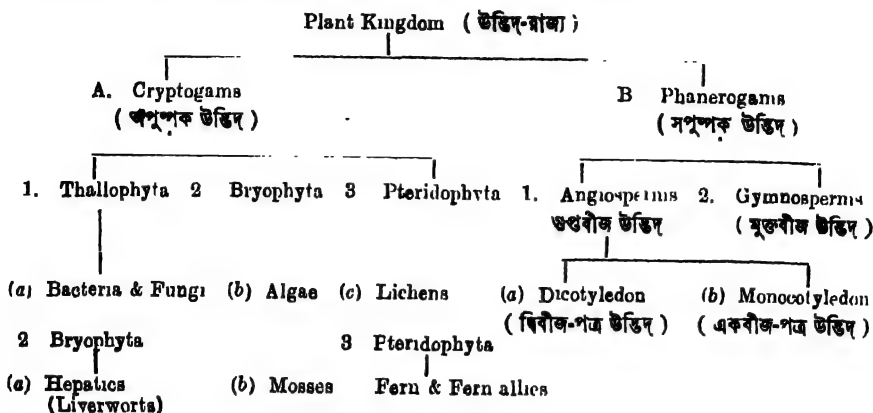 Plant Kingdom ( উদ্ভিদ-রাজ্য )
A. Cryptogams B Phanerogams
( অপুষ্পক উদ্ভিদ্ ) ( সপুষ্পক উদ্ভিদ্ )
1. Thallophyta 2 Bryophyta 3 Pteridophyta 1. Angiosperms 2. Gymnosperms
গুপ্তবীজ উদ্ভিদ্ ( মুক্তবীজ উদ্ভিদ্ )
(a) Bacteria & Fungi (b) Algae (c) Lichens (a) Dicotyledon (b) Monocotyledon
( দ্বিবীজ-পত্র উদ্ভিদ্ ) ( একবীজ-পত্র উদ্ভিদ্ )
2 Bryophyta 3 Pteridophyta
(a) Hepatics (b) Mosses Fern & Fern allies
(Liverworts)